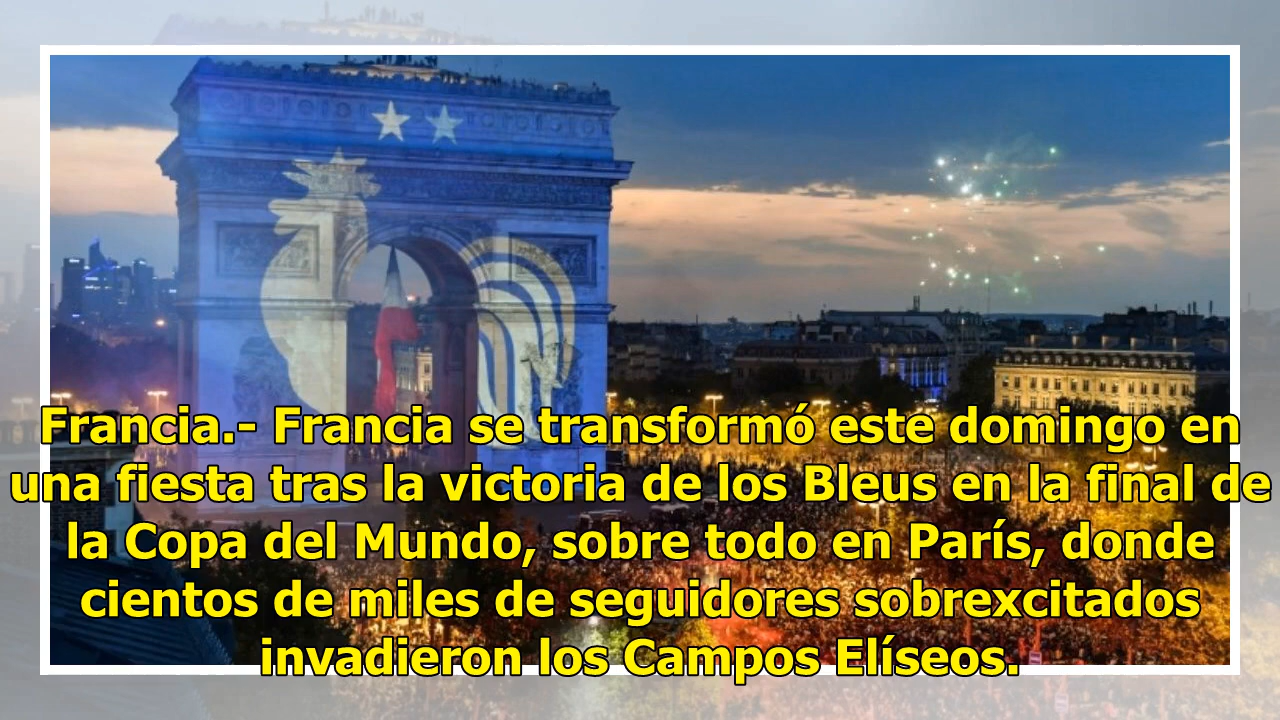 Francia.- Francia se transformó este domingo en
una fiesta tras la victoria de los Bleus en la final de
la Copa del Mundo, sobre todo en París, donde
cientos de miles de seguidores sobrexcitados
invadieron los Campos Elíseos.